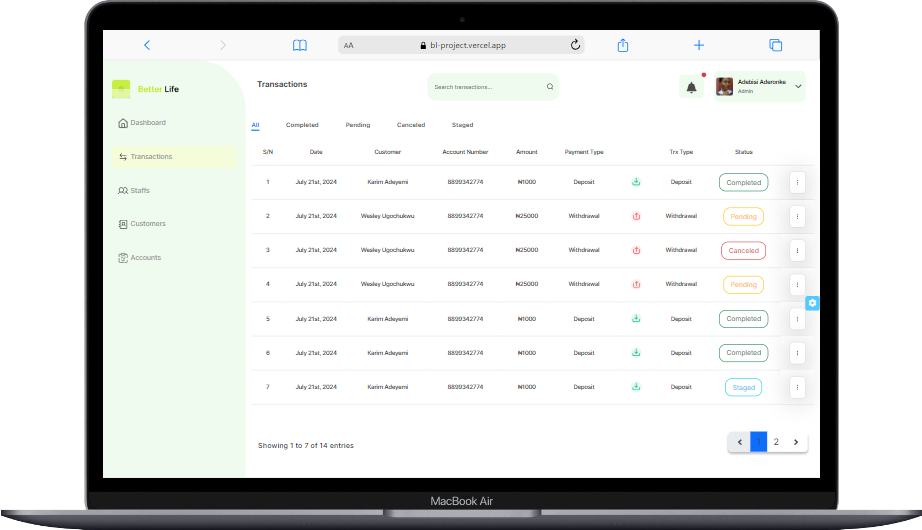 AA bl-project.vercel.app
Better Life
Transactions
Search transactions...
Adebisi Aderonke
Admin
Dashboard
Transactions
Staffs
Customers
Accounts
All Completed Pending Canceled Staged
S/N Date Customer Account Number Amount Payment Type Trx Type Status
1 July 21st, 2024 Karim Adeyemi 8899342774 ₦1000 Deposit Deposit Completed
2 July 21st, 2024 Wesley Ugochukwu 8899342774 ₦25000 Withdrawal Withdrawal Pending
3 July 21st, 2024 Wesley Ugochukwu 8899342774 ₦25000 Withdrawal Withdrawal Canceled
4 July 21st, 2024 Wesley Ugochukwu 8899342774 ₦25000 Withdrawal Withdrawal Pending
5 July 21st, 2024 Karim Adeyemi 8899342774 ₦1000 Deposit Deposit Completed
6 July 21st, 2024 Karim Adeyemi 8899342774 ₦1000 Deposit Deposit Completed
7 July 21st, 2024 Karim Adeyemi 8899342774 ₦1000 Deposit Deposit Staged
Showing 1 to 7 of 14 entries
1 2
MacBook Air